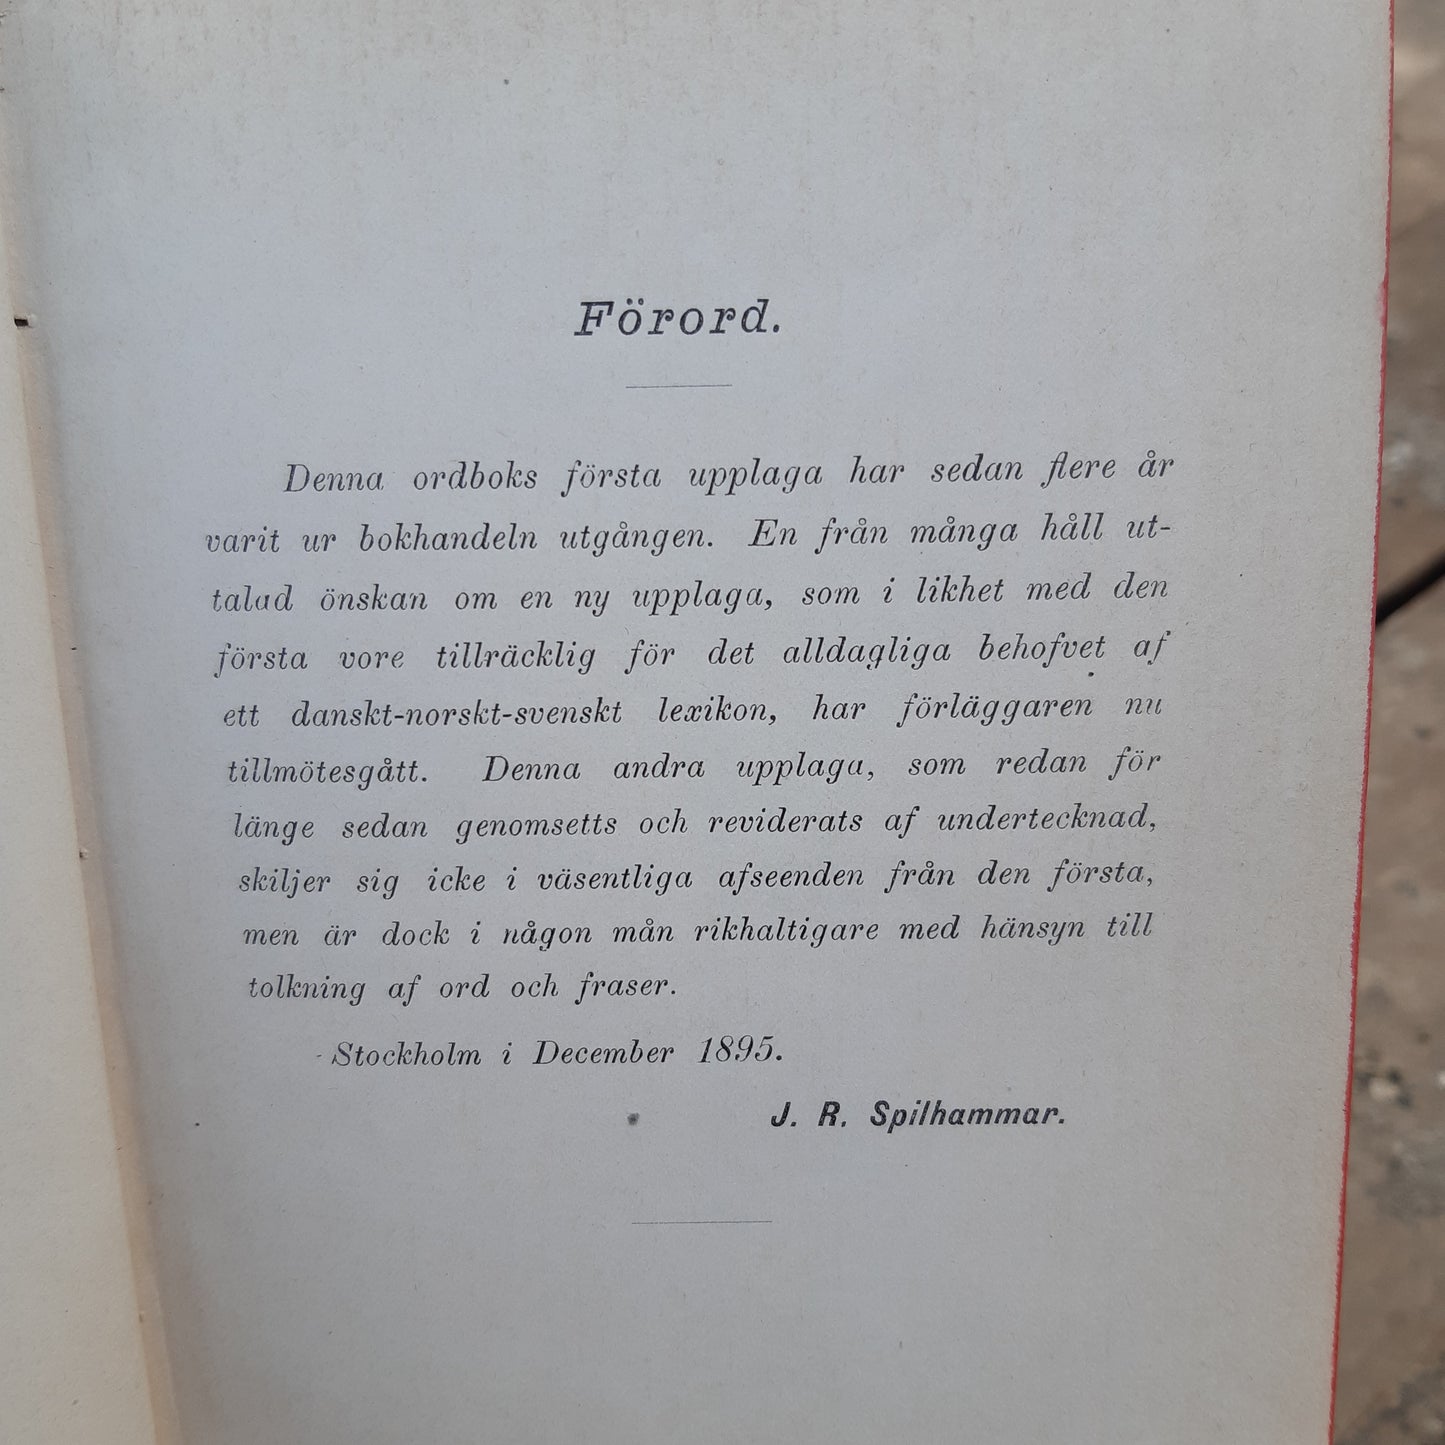 Förord.
Denna ordboks första upplaga har sedan flere år
varit ur bokhandeln utgången. En från många håll ut-
talad önskan om en ny upplaga, som i likhet med den
första vore tillräcklig för det alldagliga behofvet af
ett danskt-norskt-svenskt lexikon, har förläggaren nu
tillmötesgått. Denna andra upplaga, som redan för
länge sedan genomsetts och reviderats af undertecknad,
skiljer sig icke i väsentliga afseenden från den första,
men är dock i någon mån rikhaltigare med hänsyn till
tolkning af ord och fraser.
Stockholm i December 1895.
J. R. Spilhammar.